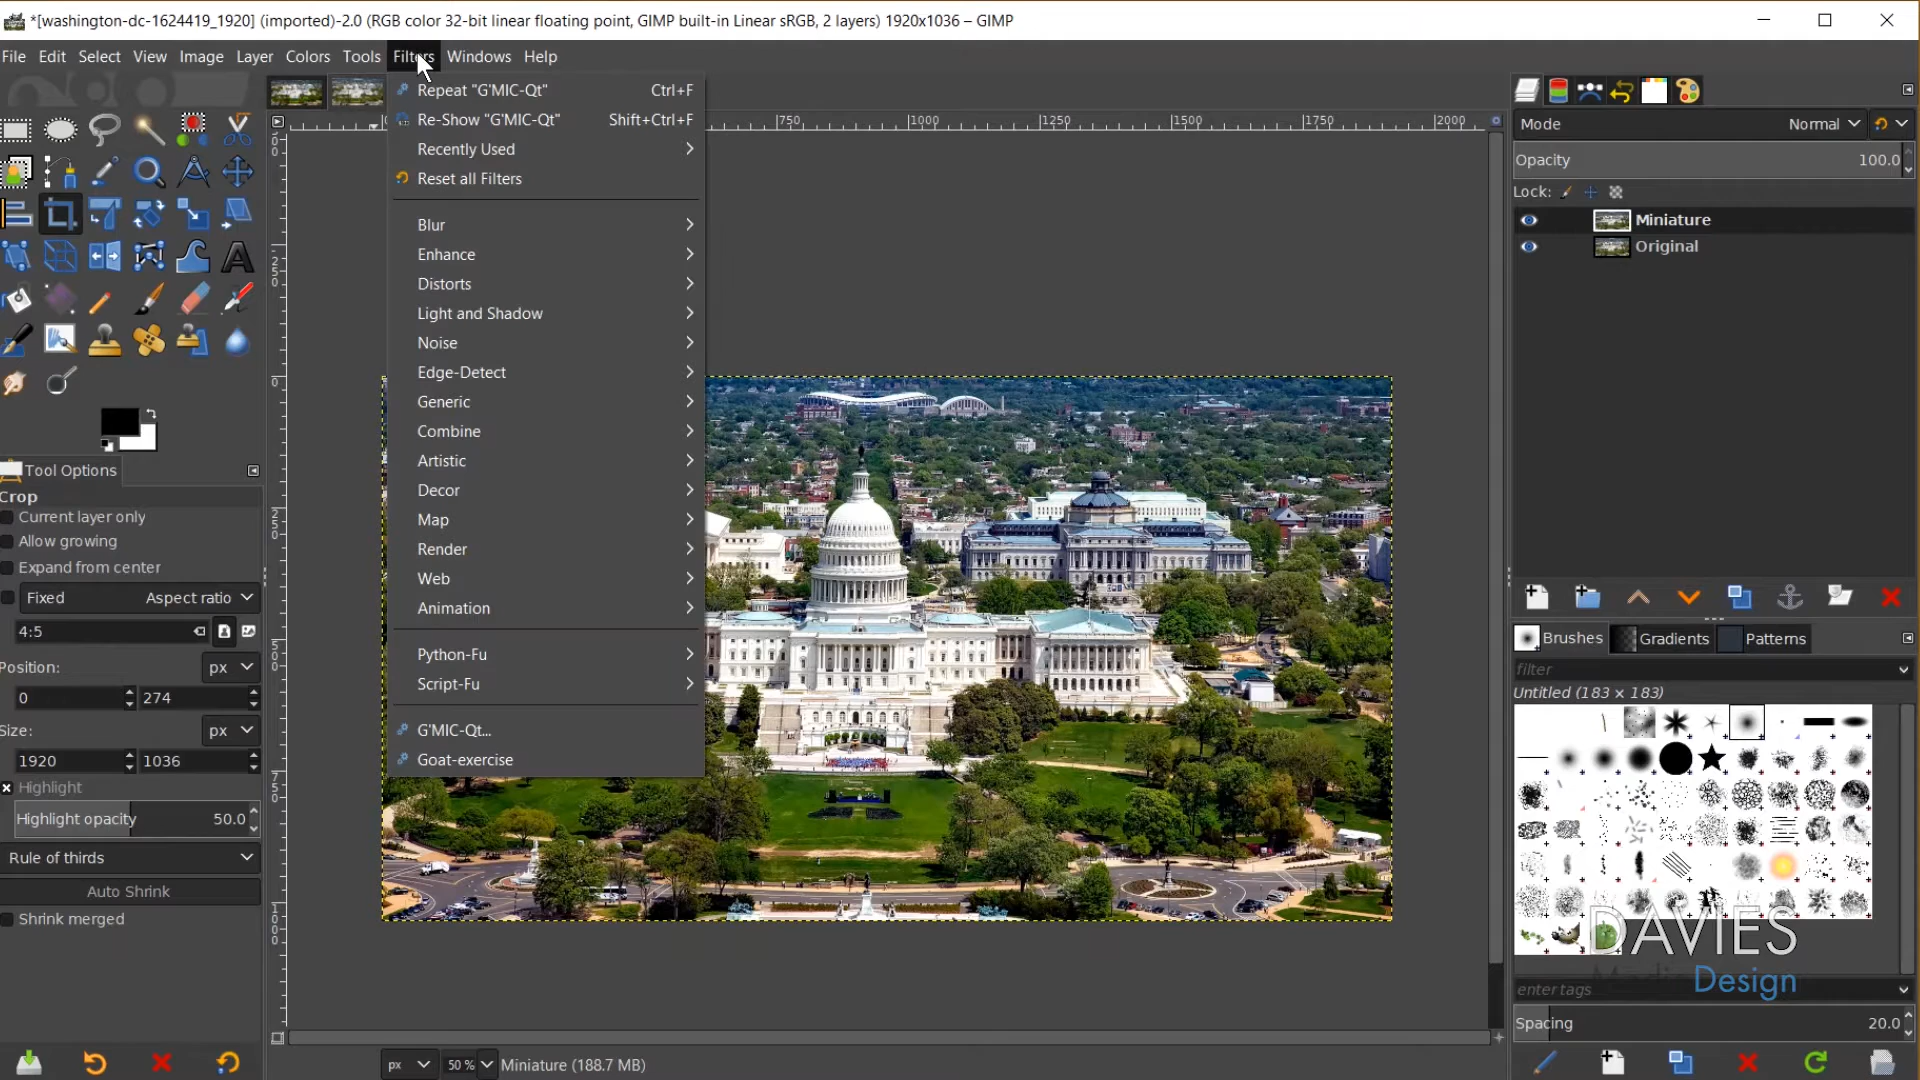 *[washington-dc-1624419_1920] (imported)-2.0 (RGB color 32-bit linear floating point, GIMP built-in Linear sRGB, 2 layers) 1920x1036 – GIMP
File Edit Select View Image Layer Colors Tools Filters Windows Help
Repeat "G'MIC-Qt" Ctrl+F
Re-Show "G'MIC-Qt" Shift+Ctrl+F
Recently Used
Reset all Filters
Blur
Enhance
Distorts
Light and Shadow
Noise
Edge-Detect
Generic
Combine
Artistic
Decor
Map
Render
Web
Animation
Python-Fu
Script-Fu
G'MIC-Qt...
Goat-exercise
750 1000 1250 1500 1750 2000
0
250
500
750
1000
Tool Options
Crop
Current layer only
Allow growing
Expand from center
Fixed Aspect ratio
4:5
Position: px
0 274
Size: px
1920 1036
Highlight
Highlight opacity 50.0
Rule of thirds
Auto Shrink
Shrink merged
px 50 % Miniature (188.7 MB)
Mode Normal
Opacity 100.0
Lock:
Miniature
Original
Brushes Gradients Patterns
filter
Untitled (183 × 183)
DAVIES
Media Design
enter tags
Spacing 20.0